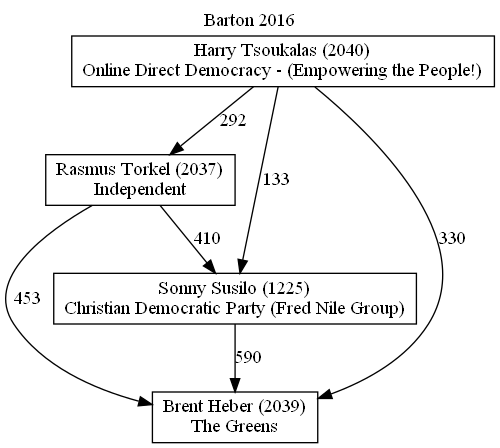 Barton 2016
Harry Tsoukalas (2040)
Online Direct Democracy - (Empowering the People!)
292
Rasmus Torkel (2037)
Independent
133
410
330
453
Sonny Susilo (1225)
Christian Democratic Party (Fred Nile Group)
590
Brent Heber (2039)
The Greens